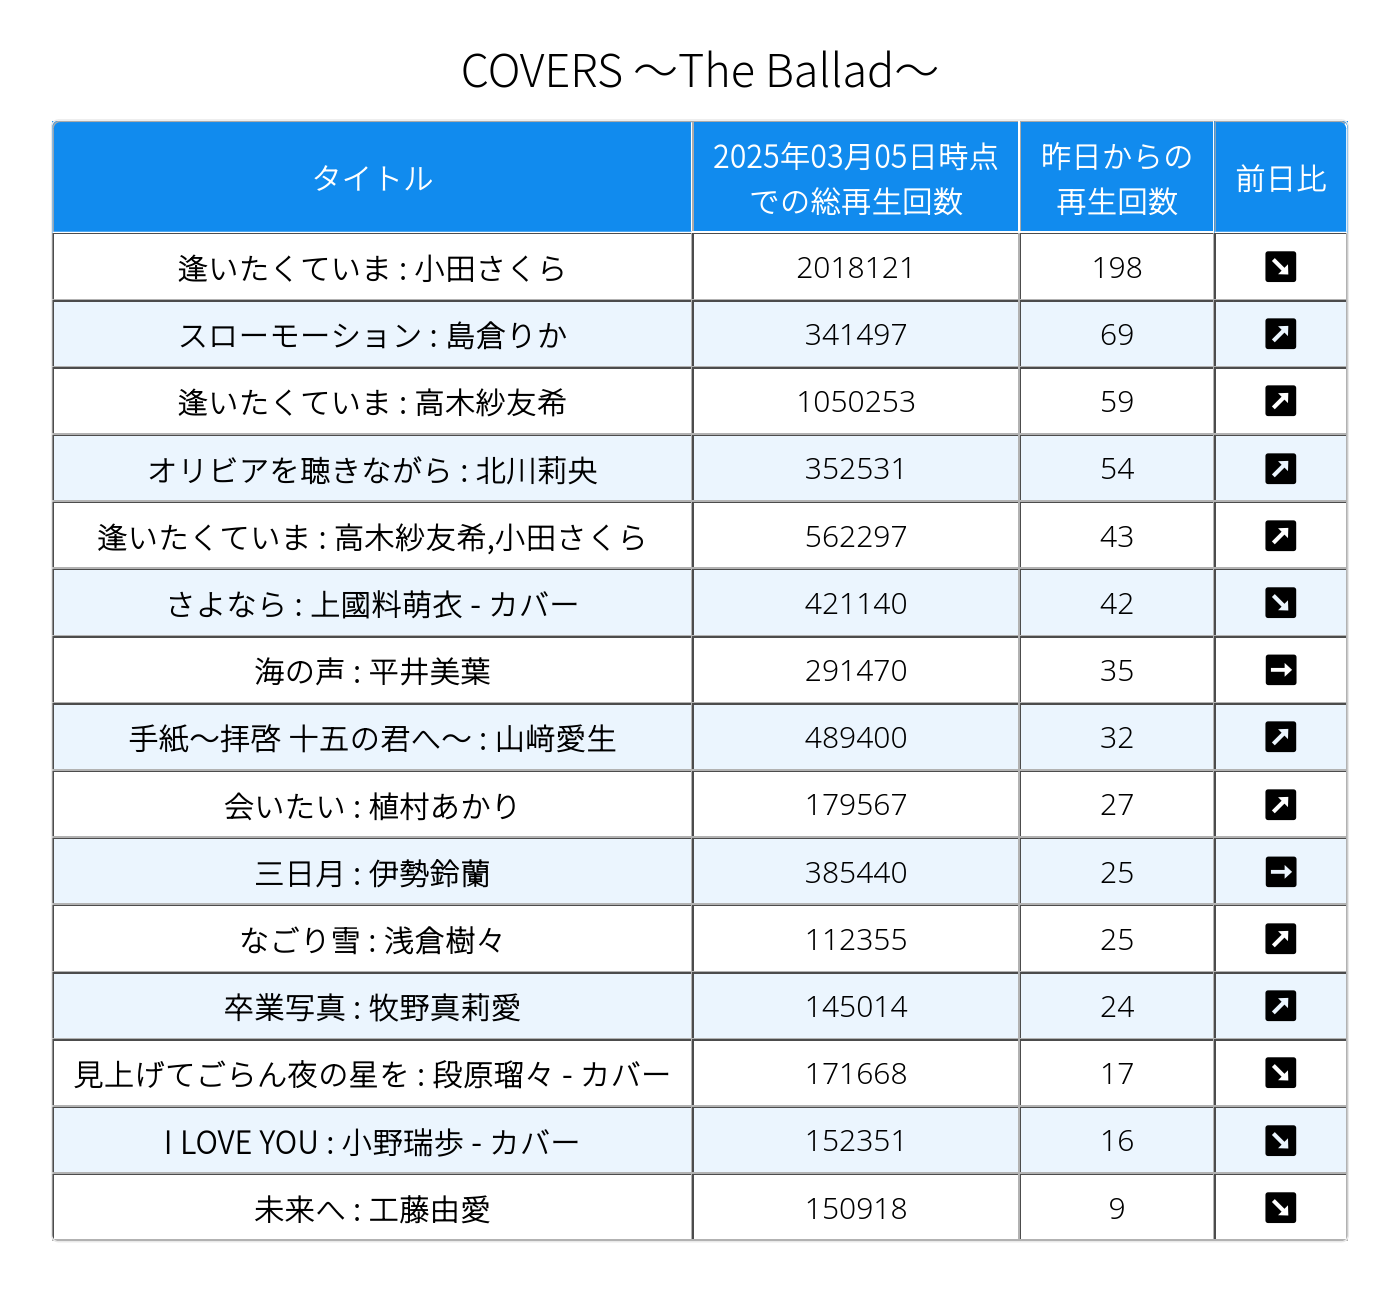 COVERS ～The Ballad～
タイトル 2025年03月05日時点での総再生回数 昨日からの再生回数 前日比
逢いたくていま : 小田さくら 2018121 198 ↘
スローモーション : 島倉りか 341497 69 ↗
逢いたくていま : 高木紗友希 1050253 59 ↗
オリビアを聴きながら : 北川莉央 352531 54 ↗
逢いたくていま : 高木紗友希,小田さくら 562297 43 ↗
さよなら : 上國料萌衣 - カバー 421140 42 ↘
海の声 : 平井美葉 291470 35 →
手紙～拝啓 十五の君へ～ : 山﨑愛生 489400 32 ↗
会いたい : 植村あかり 179567 27 ↗
三日月 : 伊勢鈴蘭 385440 25 →
なごり雪 : 浅倉樹々 112355 25 ↗
卒業写真 : 牧野真莉愛 145014 24 ↗
見上げてごらん夜の星を : 段原瑠々 - カバー 171668 17 ↘
I LOVE YOU : 小野瑞歩 - カバー 152351 16 ↘
未来へ : 工藤由愛 150918 9 ↘